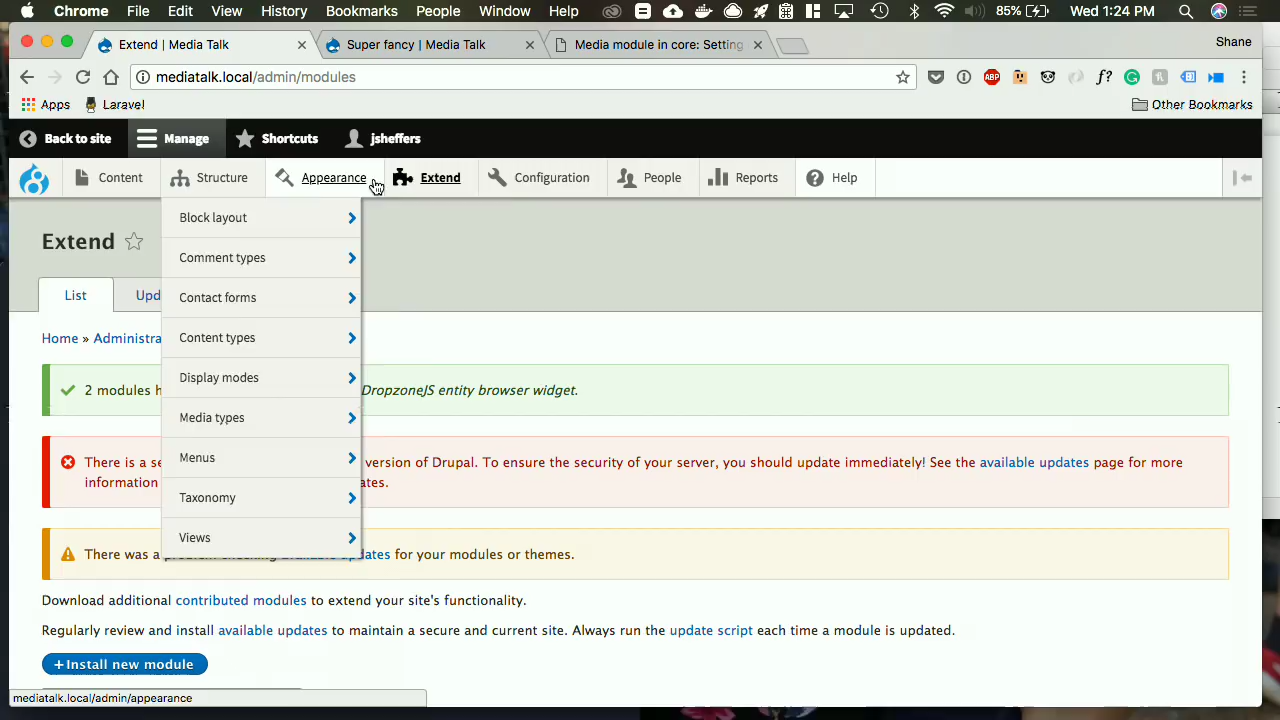 Chrome File Edit View History Bookmarks People Window Help 85% Wed 1:24 PM
Extend | Media Talk Super fancy | Media Talk Media module in core: Setting Shane
mediatalk.local/admin/modules ABP f?
Apps Laravel Other Bookmarks
Back to site Manage Shortcuts jsheffers
Content Structure Appearance Extend Configuration People Reports Help
Block layout
Extend
Comment types
List Upd
Contact forms
Home » Administra
Content types
Display modes
2 modules h DropzoneJS entity browser widget.
Media types
Menus
There is a se version of Drupal. To ensure the security of your server, you should update immediately! See the available updates page for more
information ates.
Taxonomy
Views
There was a problem checking available updates for your modules or themes.
Download additional contributed modules to extend your site's functionality.
Regularly review and install available updates to maintain a secure and current site. Always run the update script each time a module is updated.
+Install new module
mediatalk.local/admin/appearance